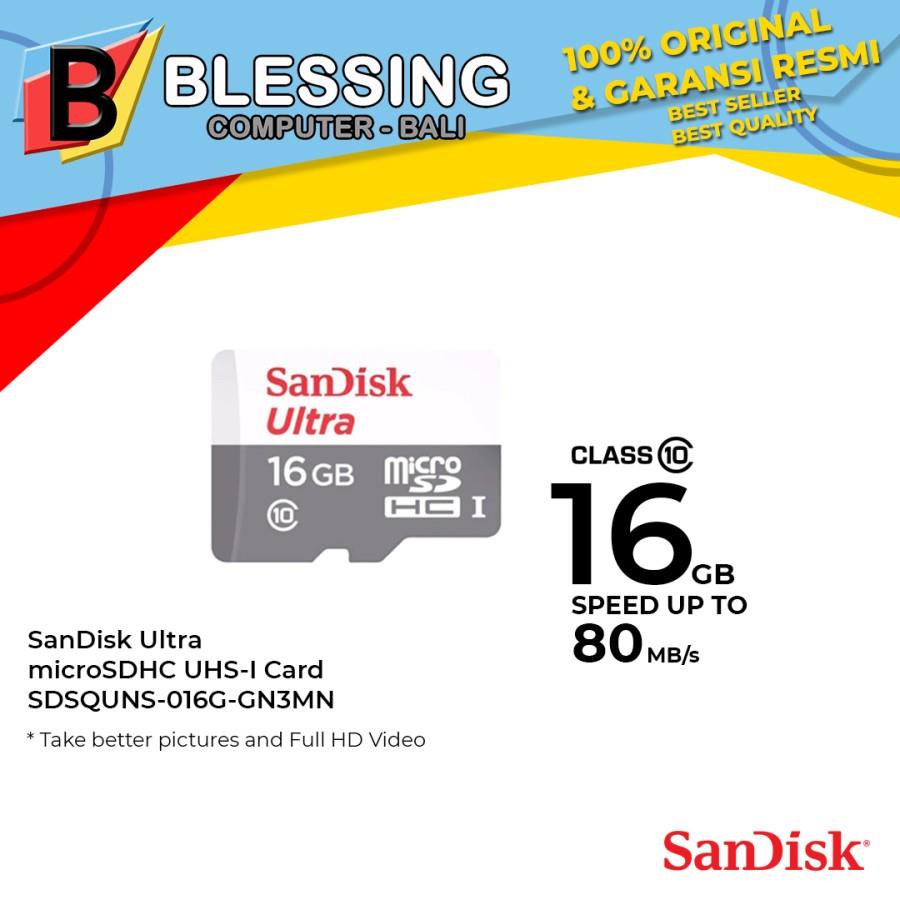 B
BLESSING
COMPUTER - BALI
100% ORIGINAL
& GARANSI RESMI
BEST SELLER
BEST QUALITY
SanDisk
Ultra
16 GB
micro
SD
HC I
10
CLASS 10
16 GB
SPEED UP TO
80 MB/s
SanDisk Ultra
microSDHC UHS-I Card
SDSQUNS-016G-GN3MN
* Take better pictures and Full HD Video
SanDisk®